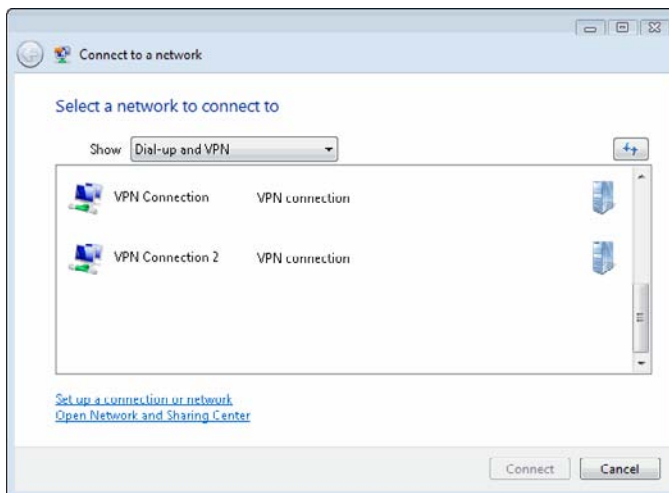 Connect to a network
Select a network to connect to
Show Dial-up and VPN
VPN Connection VPN connection
VPN Connection 2 VPN connection
Set up a connection or network
Open Network and Sharing Center
Connect Cancel